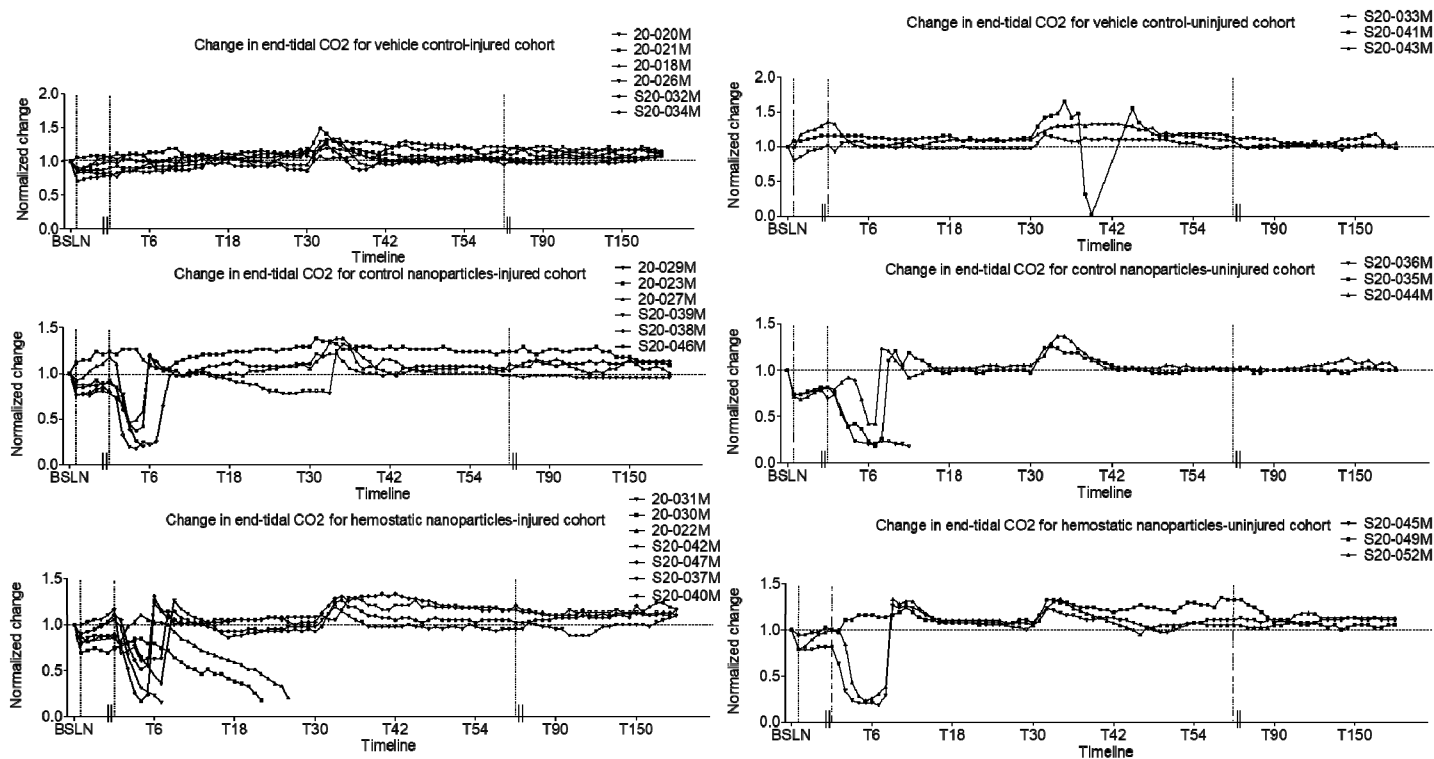 Change in end-tidal CO2 for vehicle control-injured cohort
20-020M
20-021M
20-018M
20-026M
S20-032M
S20-034M
Normalized change
2.0
1.5
1.0
0.5
0.0
BSLN T6 T18 T30 T42 T54 T90 T150
Timeline
Change in end-tidal CO2 for vehicle control-uninjured cohort
S20-033M
S20-041M
S20-043M
Normalized change
2.0
1.5
1.0
0.5
0.0
BSLN T6 T18 T30 T42 T54 T90 T150
Timeline
Change in end-tidal CO2 for control nanoparticles-injured cohort
20-029M
20-023M
20-027M
S20-039M
S20-038M
S20-046M
Normalized change
1.5
1.0
0.5
0.0
BSLN T6 T18 T30 T42 T54 T90 T150
Timeline
Change in end-tidal CO2 for control nanoparticles-uninjured cohort
S20-036M
S20-035M
S20-044M
Normalized change
1.5
1.0
0.5
0.0
BSLN T6 T18 T30 T42 T54 T90 T150
Timeline
Change in end-tidal CO2 for hemostatic nanoparticles-injured cohort
20-031M
20-030M
20-022M
S20-042M
S20-047M
S20-037M
S20-040M
Normalized change
1.5
1.0
0.5
0.0
BSLN T6 T18 T30 T42 T54 T90 T150
Timeline
Change in end-tidal CO2 for hemostatic nanoparticles-uninjured cohort
S20-045M
S20-049M
S20-052M
Normalized change
1.5
1.0
0.5
0.0
BSLN T6 T18 T30 T42 T54 T90 T150
Timeline